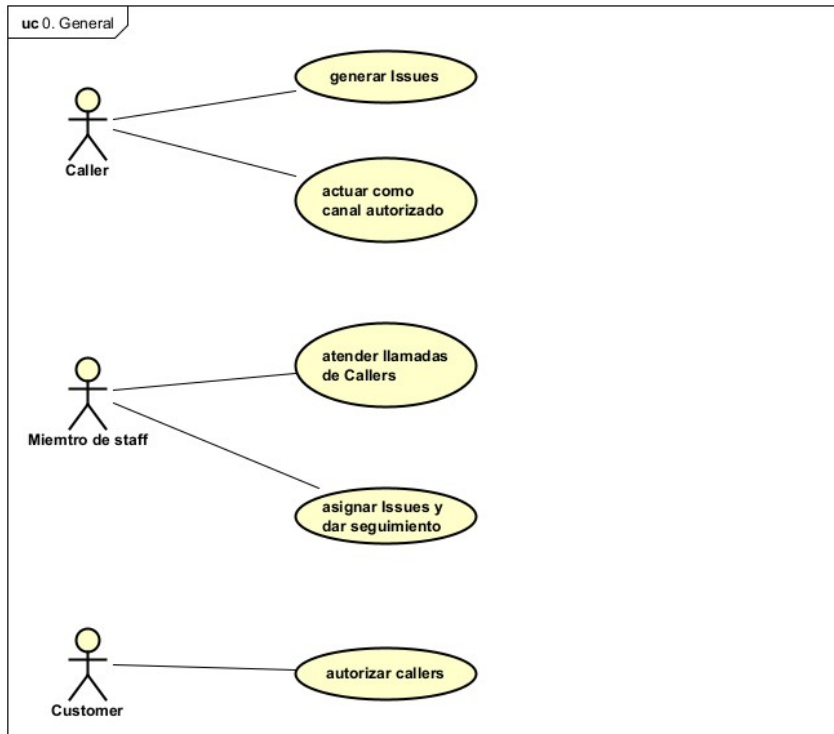 uc 0. General
generar Issues
Caller
actuar como
canal autorizado
atender llamadas
de Callers
Miemtro de staff
asignar Issues y
dar seguimiento
autorizar callers
Customer